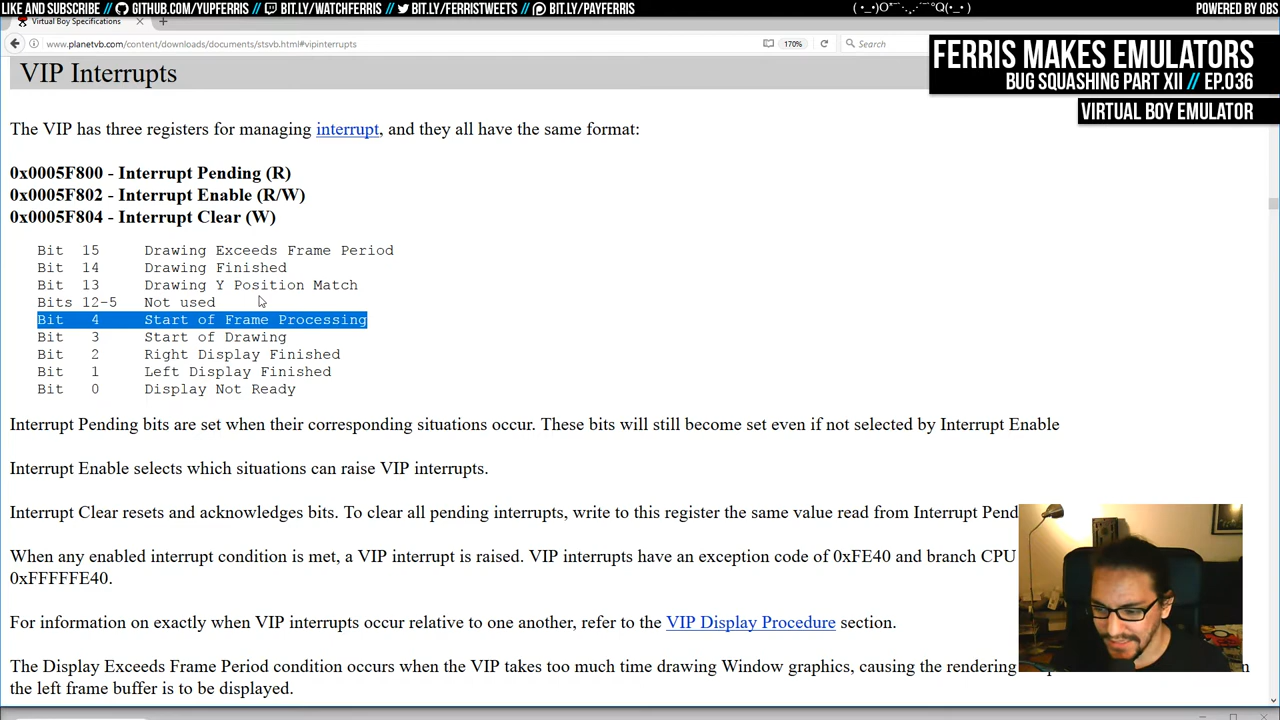 LIKE AND SUBSCRIBE // GITHUB.COM/YUPFERRIS // BIT.LY/WATCHFERRIS // BIT.LY/FERRISTWEETS // BIT.LY/PAYFERRIS
POWERED BY OBS
Virtual Boy Specifications
www.planetvb.com/content/downloads/documents/stsvb.html#vipinterrupts
170%
Search
FERRIS MAKES EMULATORS
BUG SQUASHING PART XII // EP.036
VIRTUAL BOY EMULATOR
VIP Interrupts
The VIP has three registers for managing interrupt, and they all have the same format:
0x0005F800 - Interrupt Pending (R)
0x0005F802 - Interrupt Enable (R/W)
0x0005F804 - Interrupt Clear (W)
Bit 15 Drawing Exceeds Frame Period
Bit 14 Drawing Finished
Bit 13 Drawing Y Position Match
Bits 12-5 Not used
Bit 4 Start of Frame Processing
Bit 3 Start of Drawing
Bit 2 Right Display Finished
Bit 1 Left Display Finished
Bit 0 Display Not Ready
Interrupt Pending bits are set when their corresponding situations occur. These bits will still become set even if not selected by Interrupt Enable
Interrupt Enable selects which situations can raise VIP interrupts.
Interrupt Clear resets and acknowledges bits. To clear all pending interrupts, write to this register the same value read from Interrupt Pend
When any enabled interrupt condition is met, a VIP interrupt is raised. VIP interrupts have an exception code of 0xFE40 and branch CPU
0xFFFFFE40.
For information on exactly when VIP interrupts occur relative to one another, refer to the VIP Display Procedure section.
The Display Exceeds Frame Period condition occurs when the VIP takes too much time drawing Window graphics, causing the rendering
the left frame buffer is to be displayed.